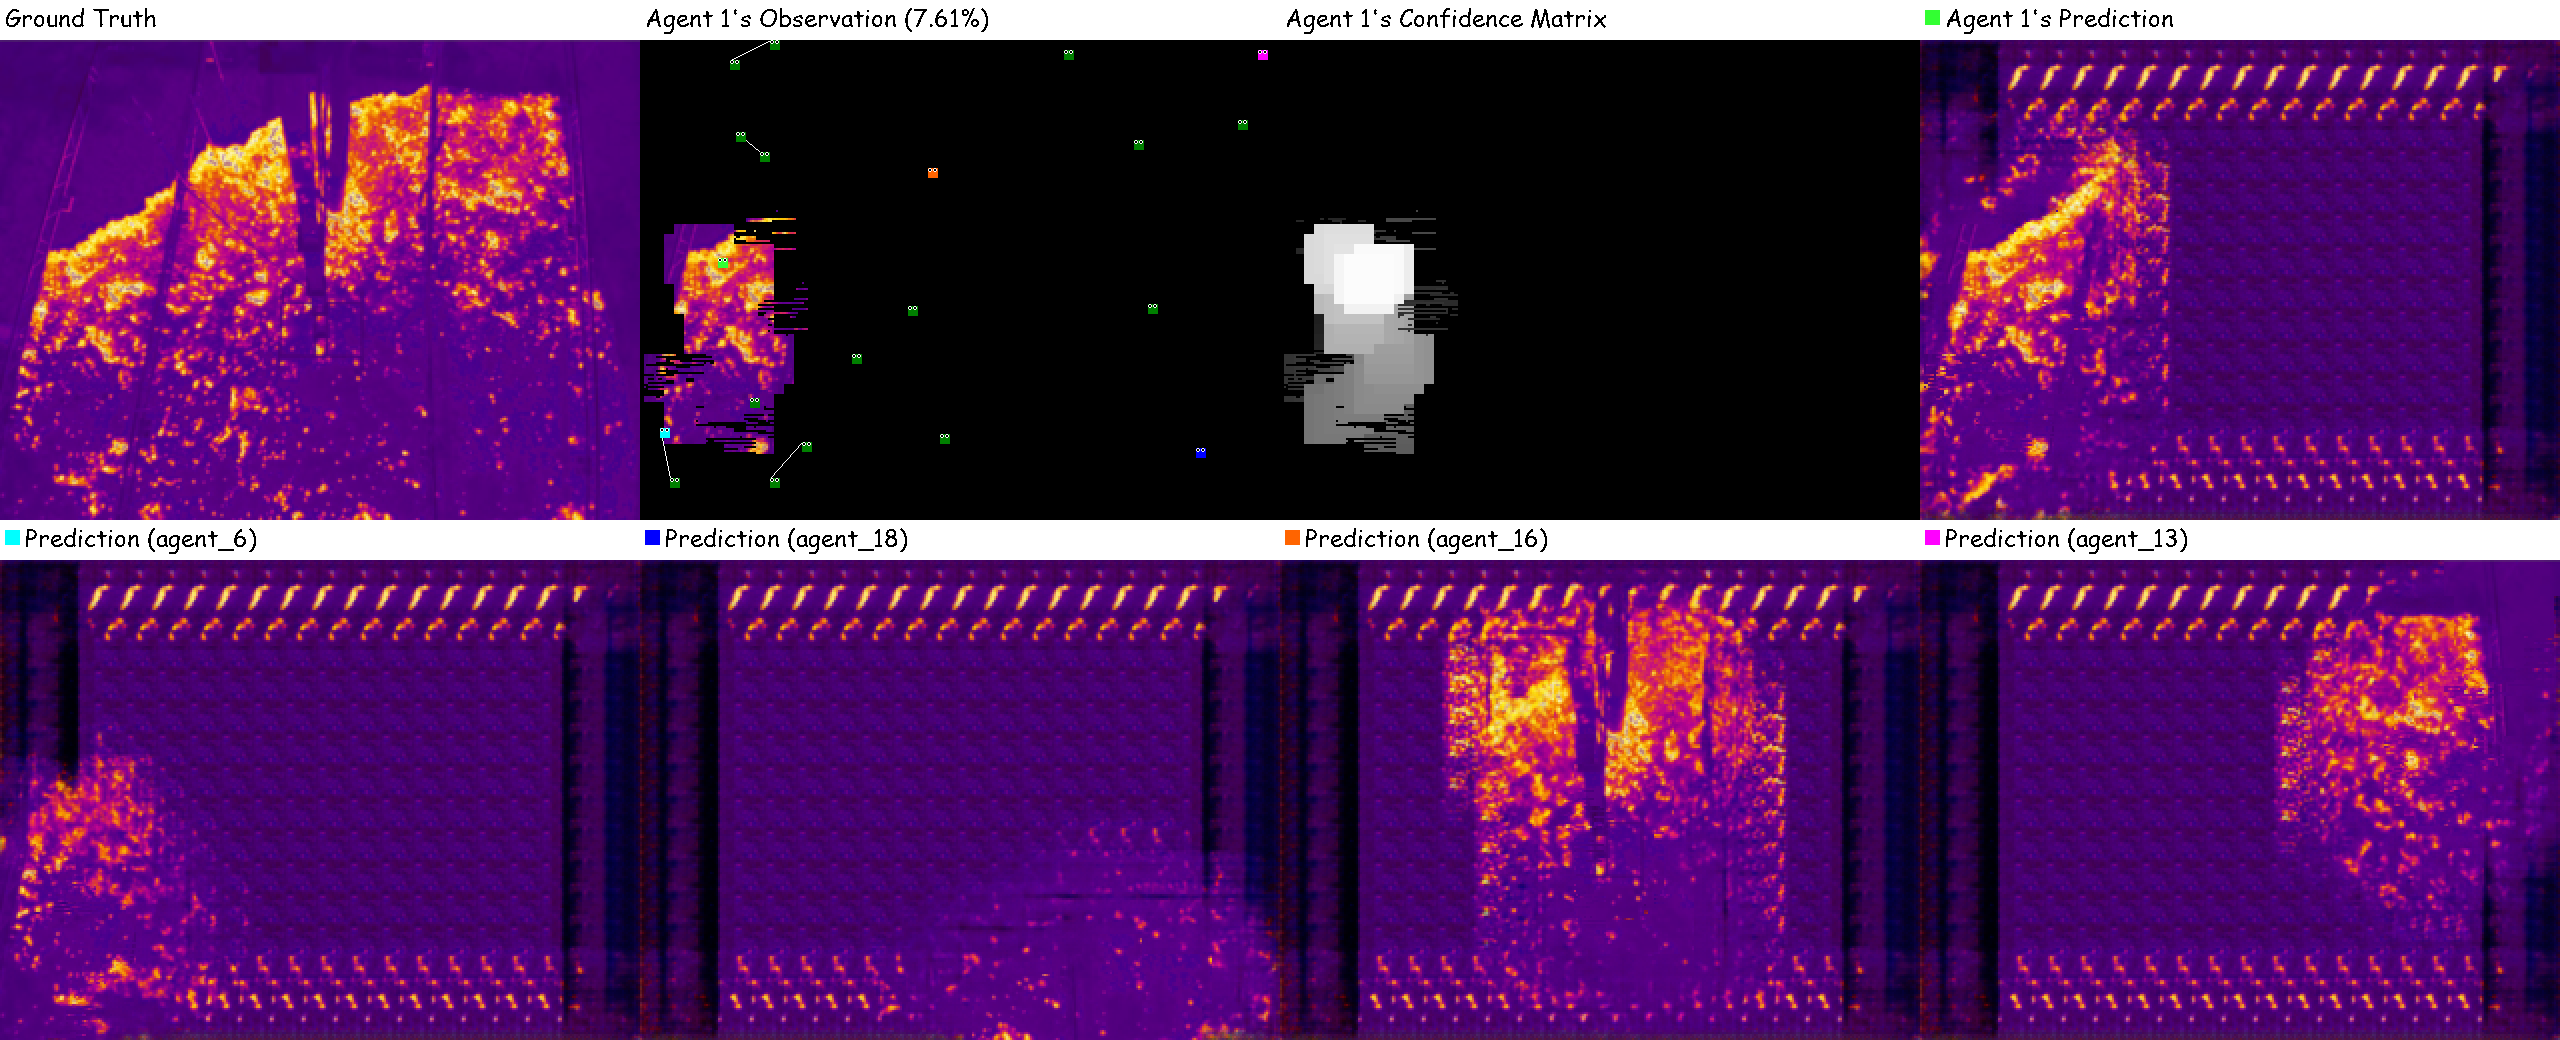 Ground Truth
Agent 1's Observation (7.61%)
Agent 1's Confidence Matrix
Agent 1's Prediction
Prediction (agent_6)
Prediction (agent_18)
Prediction (agent_16)
Prediction (agent_13)